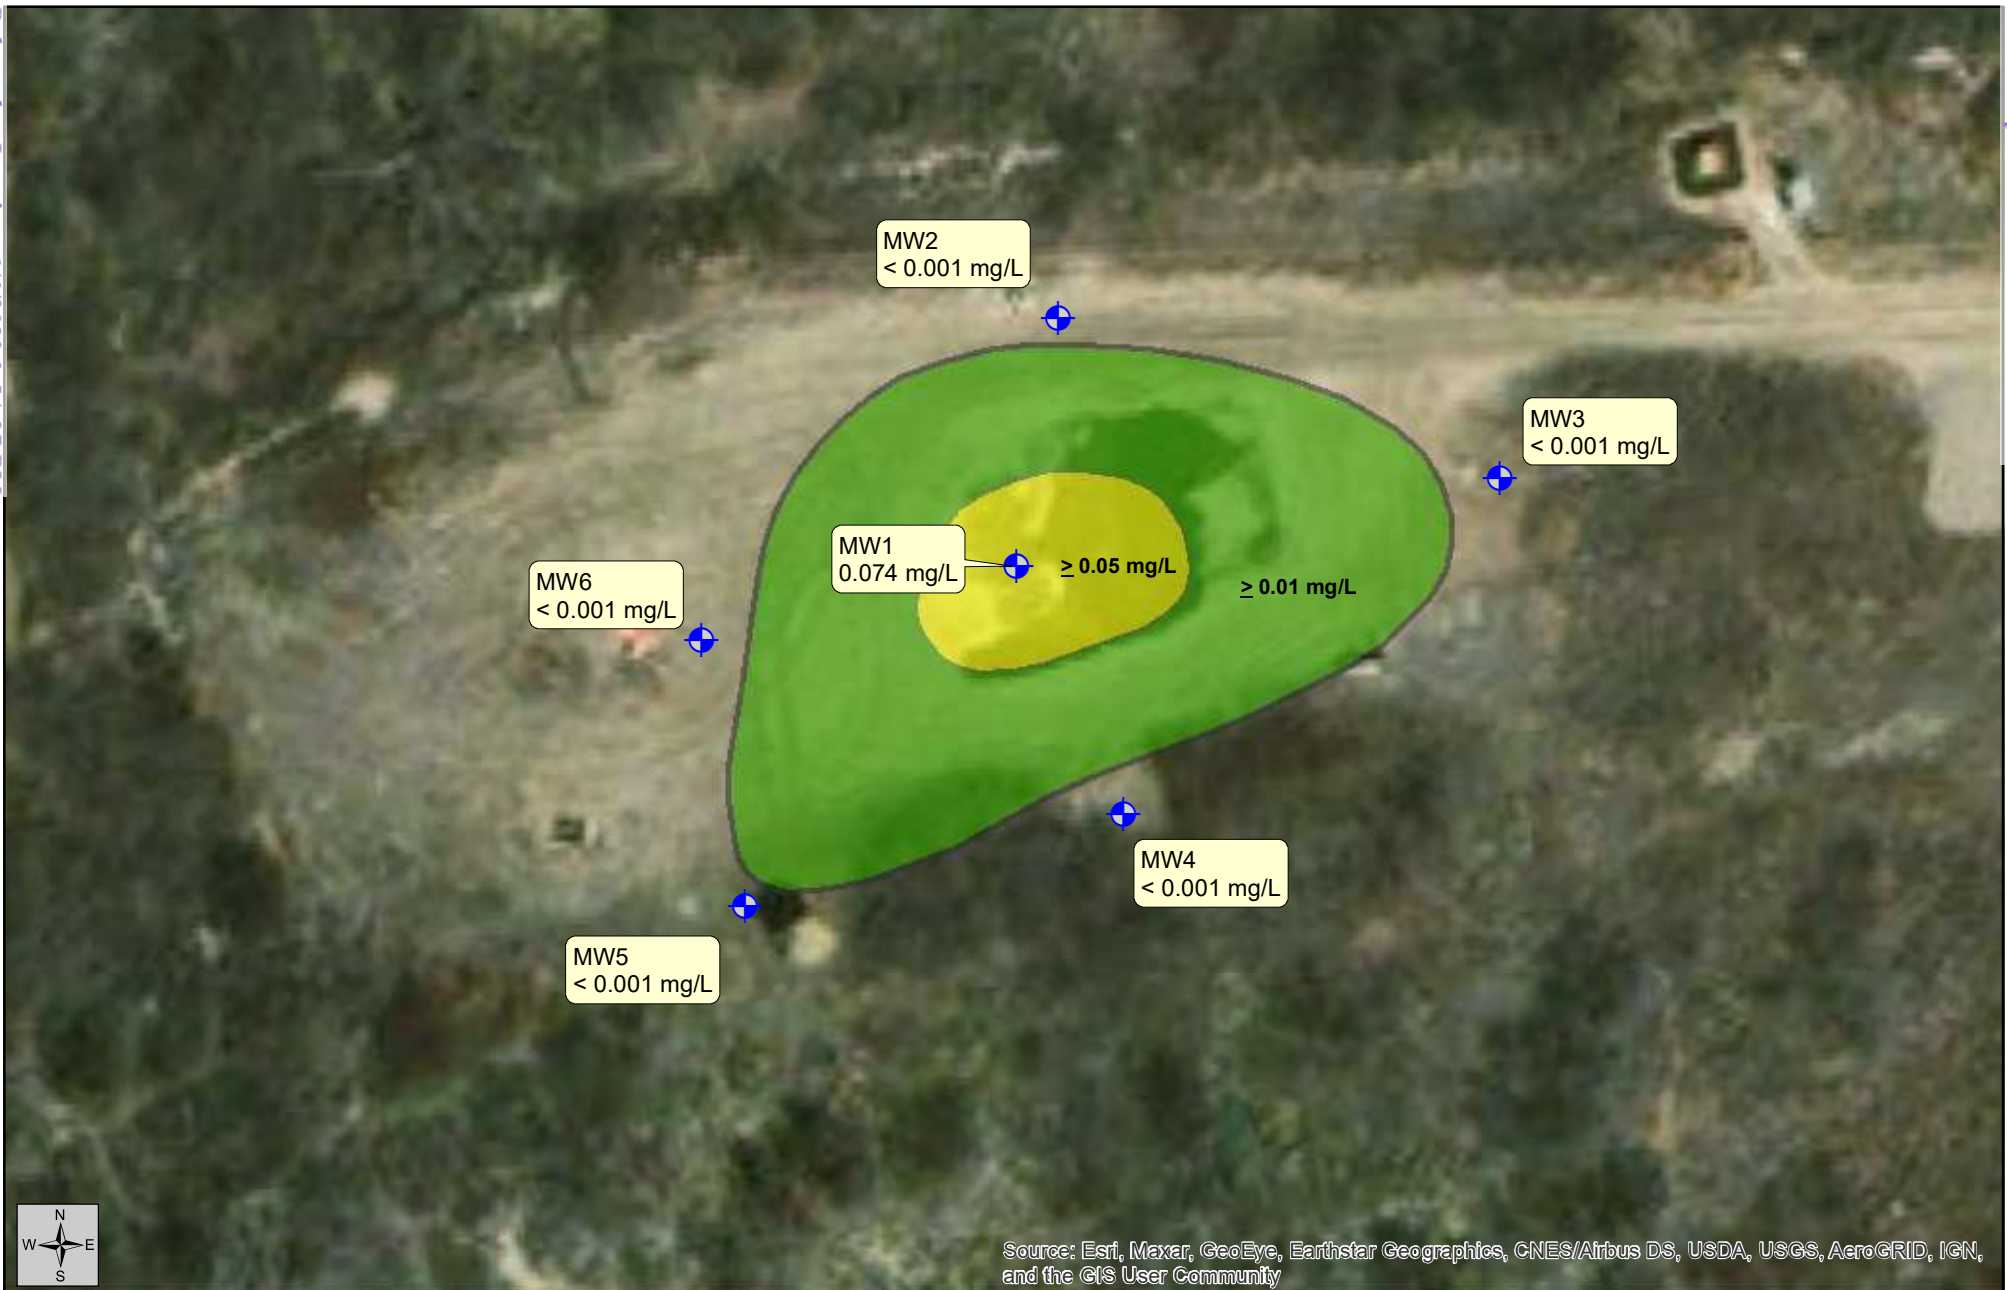 MW2
< 0.001 mg/L
MW3
< 0.001 mg/L
MW1
0.074 mg/L
≥ 0.05 mg/L
≥ 0.01 mg/L
MW6
< 0.001 mg/L
MW4
< 0.001 mg/L
MW5
< 0.001 mg/L
N
W E
S
Source: Esri, Maxar, GeoEye, Earthstar Geographics, CNES/Airbus DS, USDA, USGS, AeroGRID, IGN,
and the GIS User Community